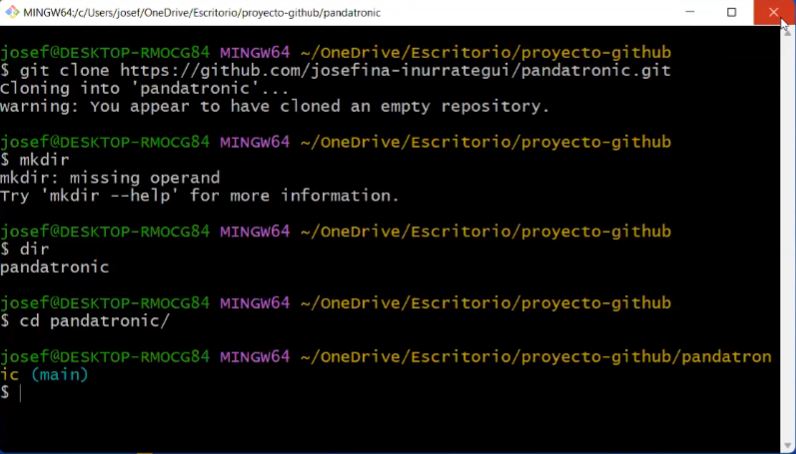 MINGW64:/c/Users/josef/OneDrive/Escritorio/proyecto-github/pandatronic
josef@DESKTOP-RMOCG84 MINGW64 ~/OneDrive/Escritorio/proyecto-github
$ git clone https://github.com/josefina-inurrategui/pandatronic.git
Cloning into 'pandatronic'...
warning: You appear to have cloned an empty repository.
josef@DESKTOP-RMOCG84 MINGW64 ~/OneDrive/Escritorio/proyecto-github
$ mkdir
mkdir: missing operand
Try 'mkdir --help' for more information.
josef@DESKTOP-RMOCG84 MINGW64 ~/OneDrive/Escritorio/proyecto-github
$ dir
pandatronic
josef@DESKTOP-RMOCG84 MINGW64 ~/OneDrive/Escritorio/proyecto-github
$ cd pandatronic/
josef@DESKTOP-RMOCG84 MINGW64 ~/OneDrive/Escritorio/proyecto-github/pandatron
ic (main)
$